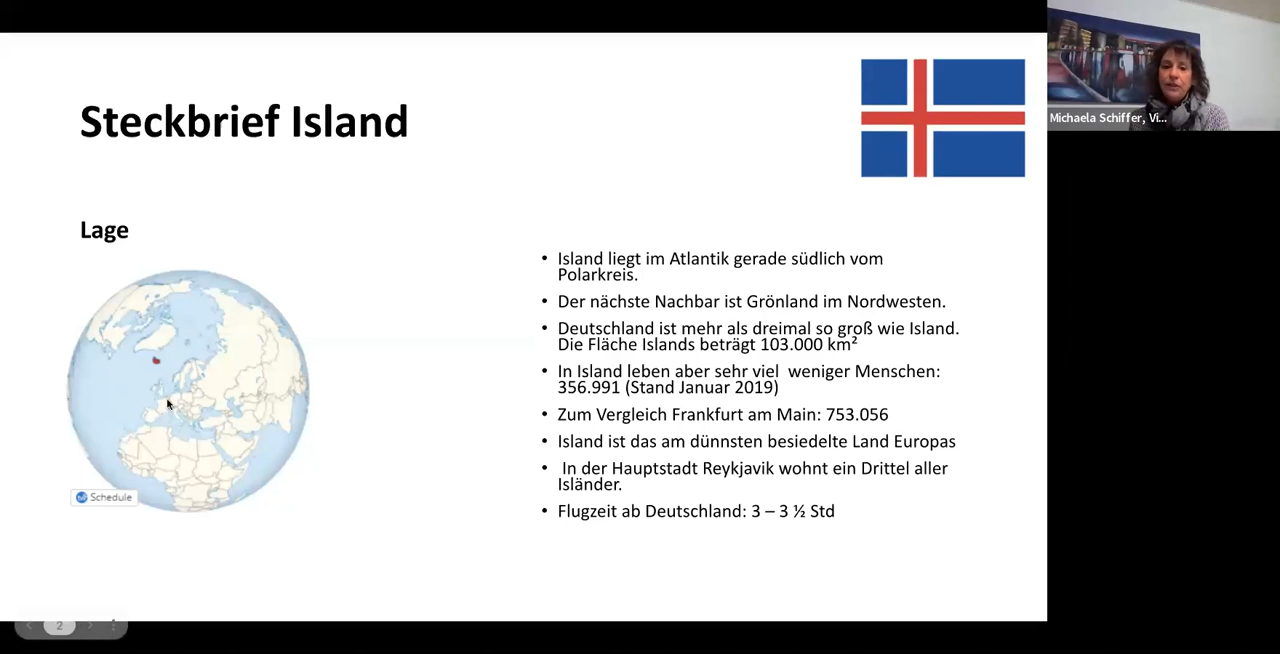 Steckbrief Island
Michaela Schiffer, Vi...
Lage
• Island liegt im Atlantik gerade südlich vom
Polarkreis.
• Der nächste Nachbar ist Grönland im Nordwesten.
• Deutschland ist mehr als dreimal so groß wie Island.
Die Fläche Islands beträgt 103.000 km²
• In Island leben aber sehr viel  weniger Menschen:
356.991 (Stand Januar 2019)
• Zum Vergleich Frankfurt am Main: 753.056
• Island ist das am dünnsten besiedelte Land Europas
•  In der Hauptstadt Reykjavik wohnt ein Drittel aller
Isländer.
• Flugzeit ab Deutschland: 3 – 3 ½ Std
Schedule
2